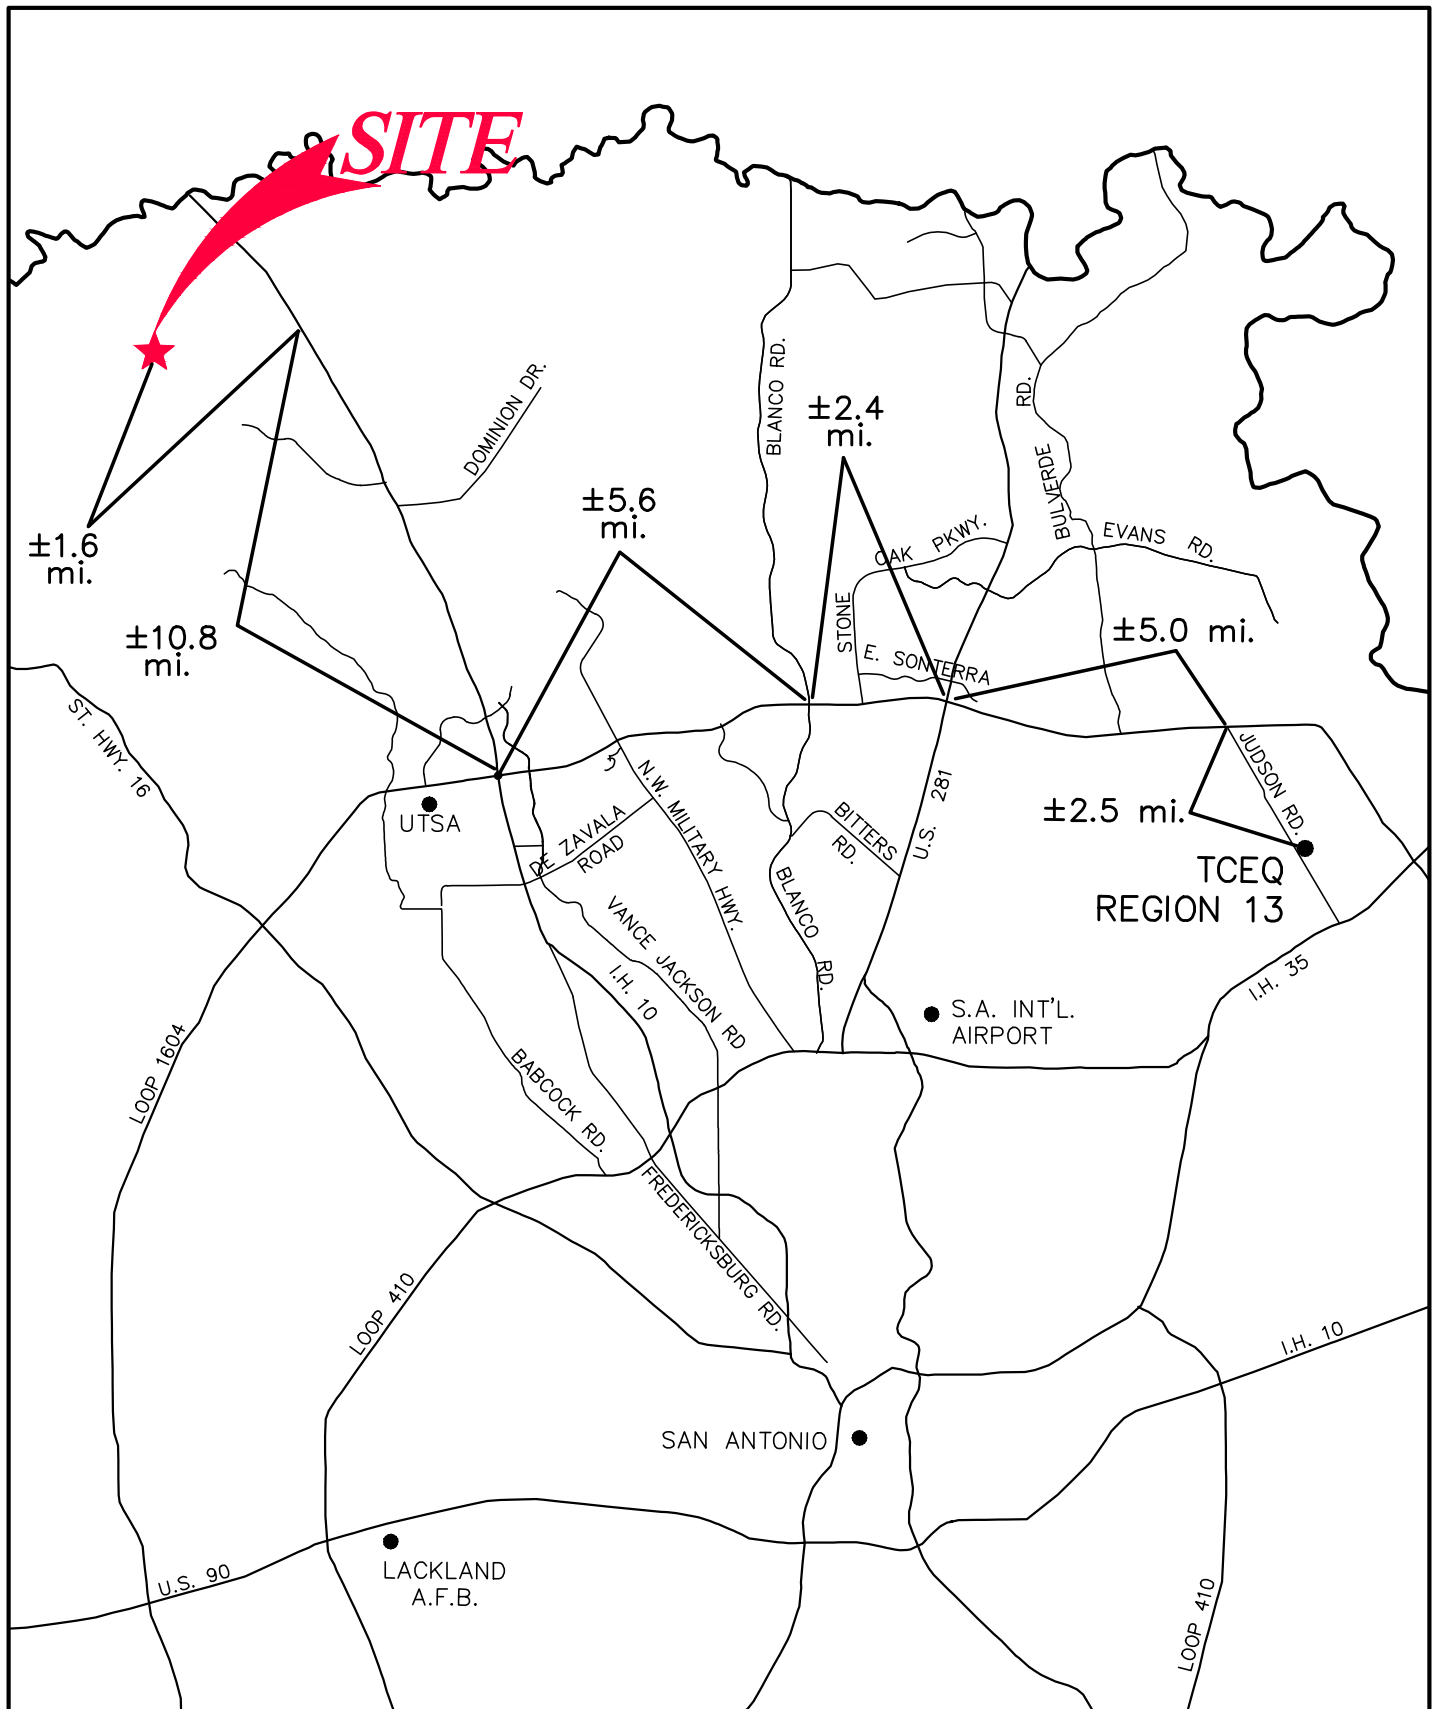 SITE
BLANCO RD.
DOMINION DR.
RD.
±2.4
mi.
BULVERDE
±5.6
mi.
±1.6
mi.
OAK PKWY.
EVANS RD.
STONE
±10.8
mi.
±5.0 mi.
E. SONTERRA
ST. HWY. 16
JUDSON RD.
N.W. MILITARY HWY.
U.S. 281
UTSA
DE ZAVALA
ROAD
BITTERS
RD.
±2.5 mi.
TCEQ
REGION 13
BLANCO RD.
VANCE JACKSON RD
I.H. 10
I.H. 35
S.A. INT'L.
AIRPORT
LOOP 1604
BABCOCK RD.
FREDERICKSBURG RD.
LOOP 410
I.H. 10
SAN ANTONIO
LACKLAND
A.F.B.
U.S. 90
LOOP 410